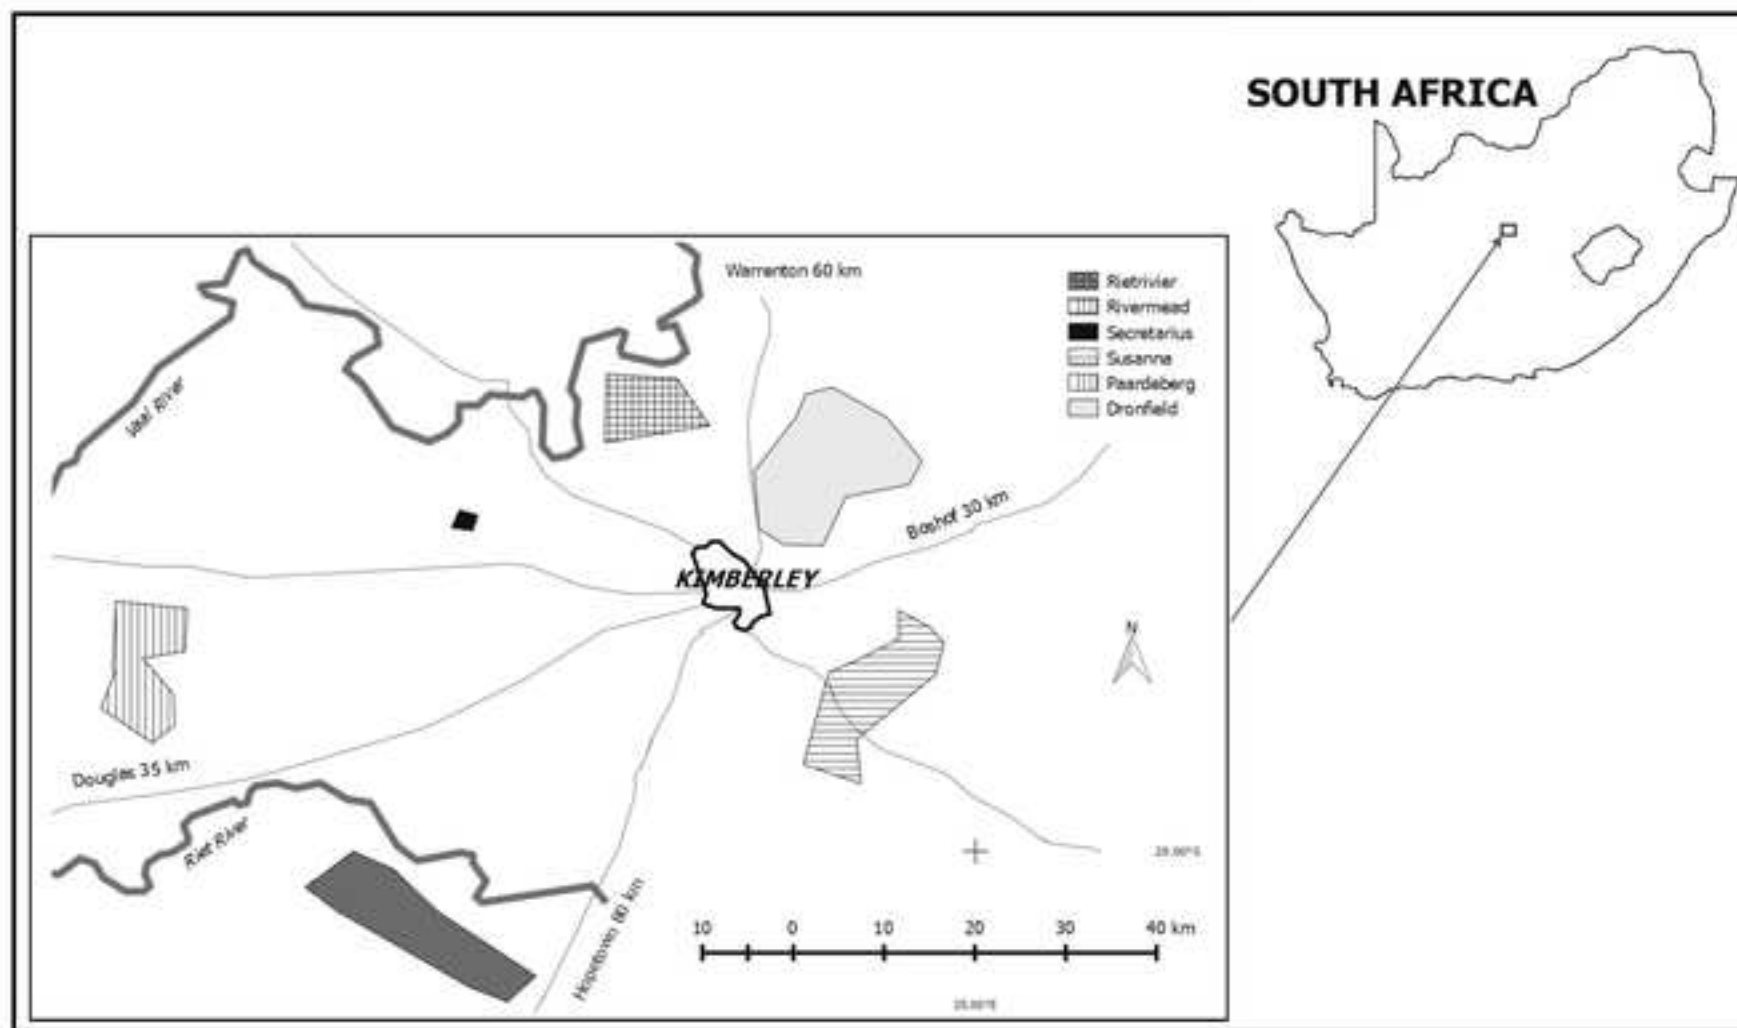 SOUTH AFRICA
Warrenton 60 km
Rietrivier
Rivermead
Secretarius
Susanna
Paardeberg
Dronfield
Vaal River
Boshof 30 km
KIMBERLEY
N
Douglas 35 km
Riet River
Hopetown 80 km
10 0 10 20 30 40 km